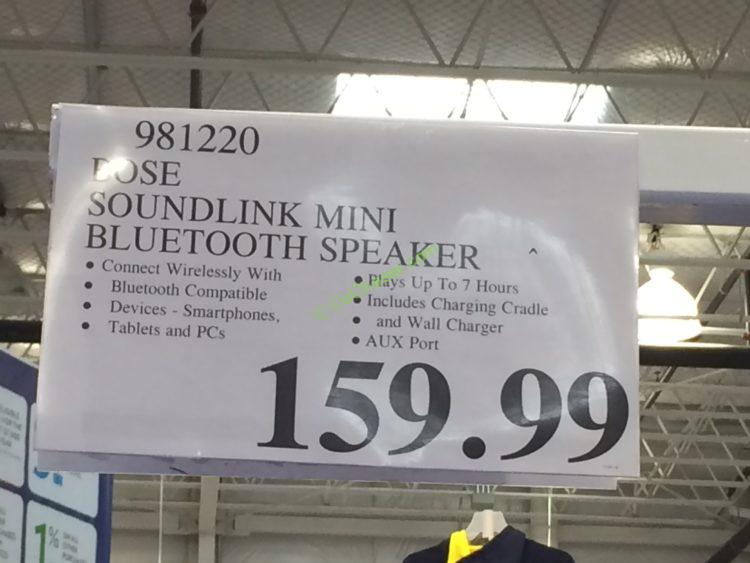 981220
BOSE
SOUNDLINK MINI
BLUETOOTH SPEAKER
• Connect Wirelessly With
• Bluetooth Compatible
• Devices - Smartphones,
• Tablets and PCs
• Plays Up To 7 Hours
• Includes Charging Cradle
• and Wall Charger
• AUX Port
159.99
1%